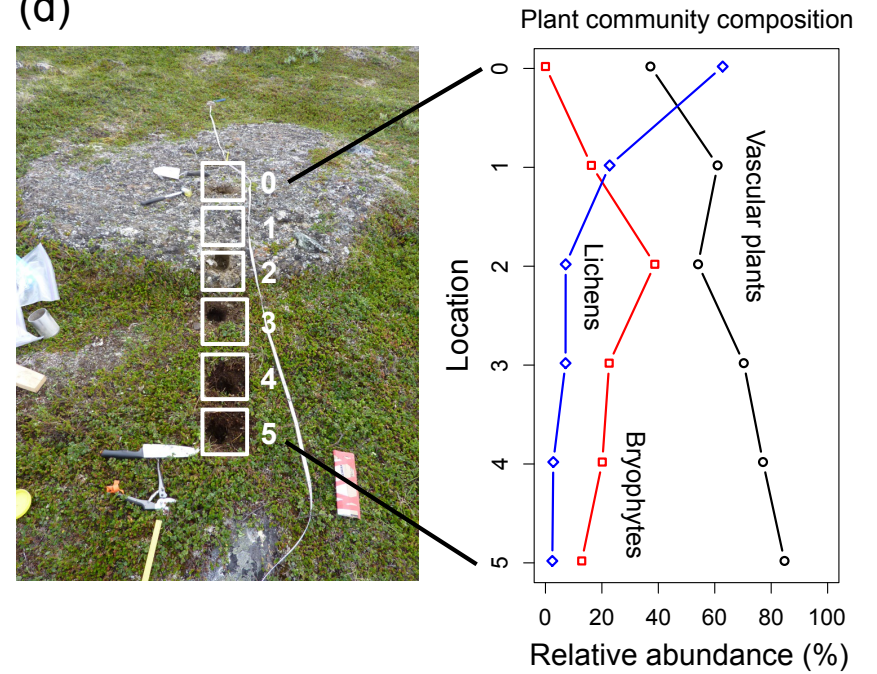 (d)
Plant community composition
0
1
2
3
4
5
Location
0
1
2
3
4
5
Vascular plants
Lichens
Bryophytes
0 20 40 60 80 100
Relative abundance (%)